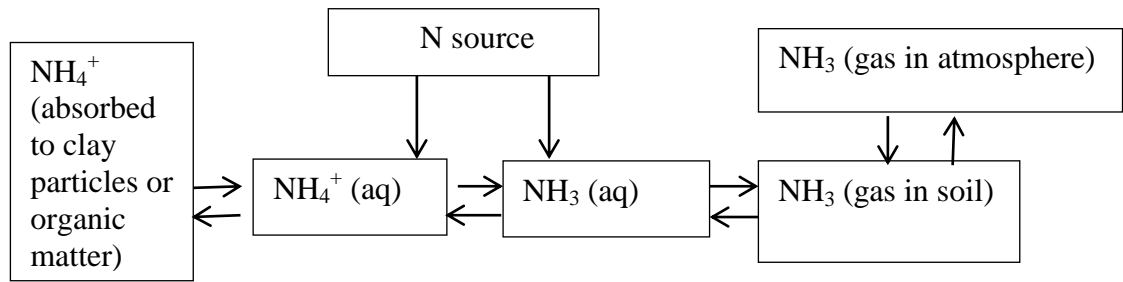 N source
NH₃ (gas in atmosphere)
NH₄⁺
(absorbed
to clay
particles or
organic
matter)
NH₄⁺ (aq)
NH₃ (aq)
NH₃ (gas in soil)